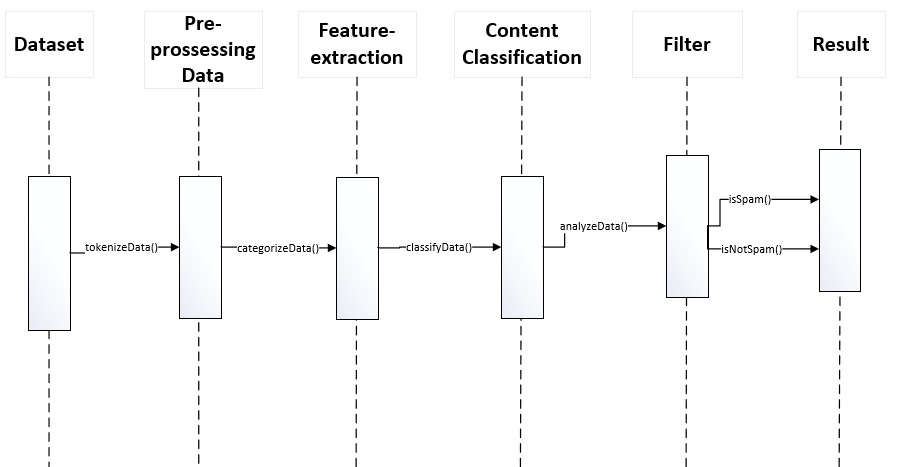 Dataset
Pre-
prossessing
Data
Feature-
extraction
Content
Classification
Filter
Result
tokenizeData()
categorizeData()
classifyData()
analyzeData()
isSpam()
isNotSpam()